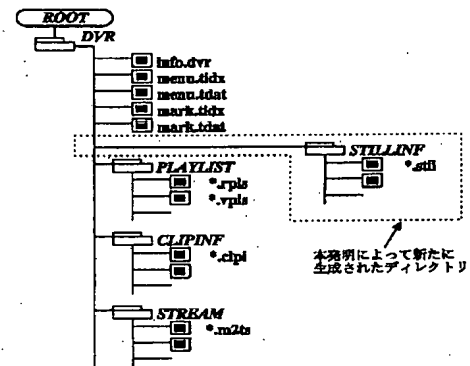 ROOT
DVR
info.dvr
menu.tidx
menu.tdat
mark.tidx
mark.tdat
STILLINF
*.stil
PLAYLIST
*.rpls
*.vpls
CLIPINF
*.clpi
STREAM
*.m2ts
本発明によって新たに
生成されたディレクトリ